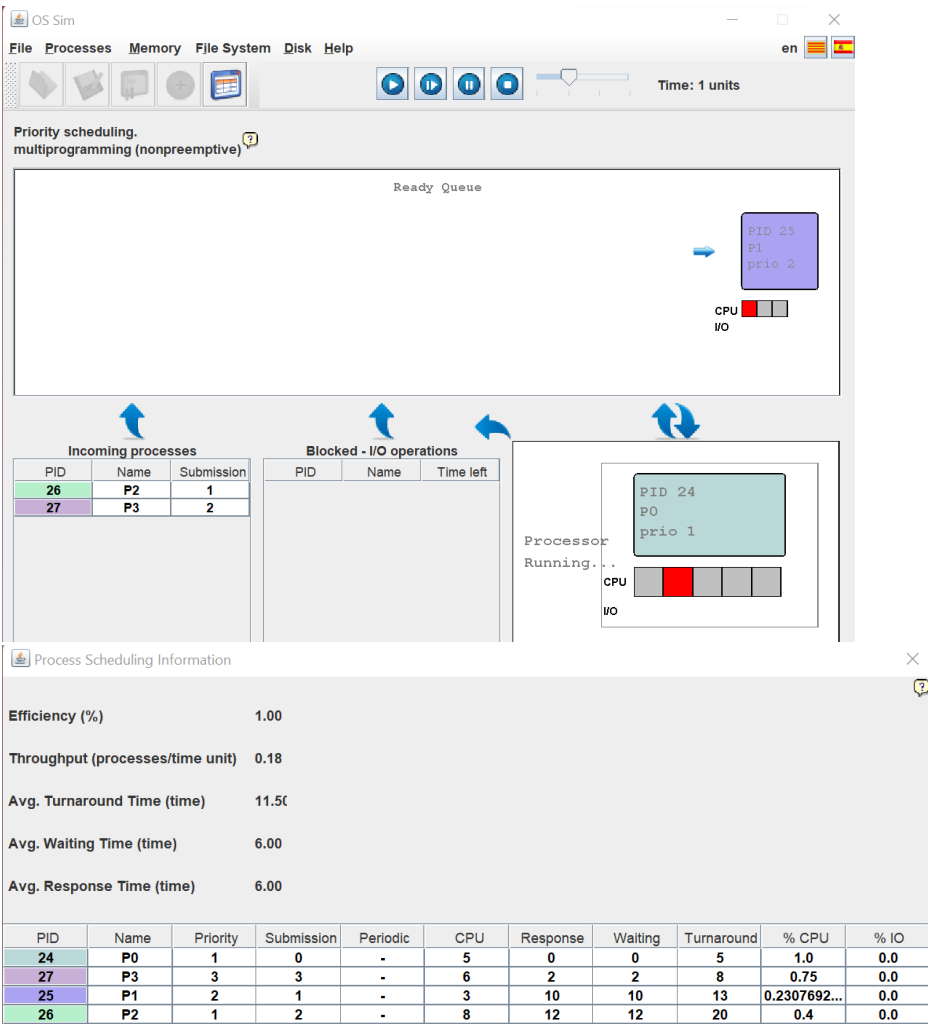 OS Sim
File Processes Memory File System Disk Help en
Time: 1 units
Priority scheduling.
multiprogramming (nonpreemptive) ?
Ready Queue
PID 25
P1
prio 2
CPU
I/O
Incoming processes
PID Name Submission
26 P2 1
27 P3 2
Blocked - I/O operations
PID Name Time left
Processor
Running...
PID 24
P0
prio 1
CPU
I/O
Process Scheduling Information
?
Efficiency (%) 1.00
Throughput (processes/time unit) 0.18
Avg. Turnaround Time (time) 11.50
Avg. Waiting Time (time) 6.00
Avg. Response Time (time) 6.00
PID Name Priority Submission Periodic CPU Response Waiting Turnaround % CPU % IO
24 P0 1 0 - 5 0 0 5 1.0 0.0
27 P3 3 3 - 6 2 2 8 0.75 0.0
25 P1 2 1 - 3 10 10 13 0.2307692... 0.0
26 P2 1 2 - 8 12 12 20 0.4 0.0